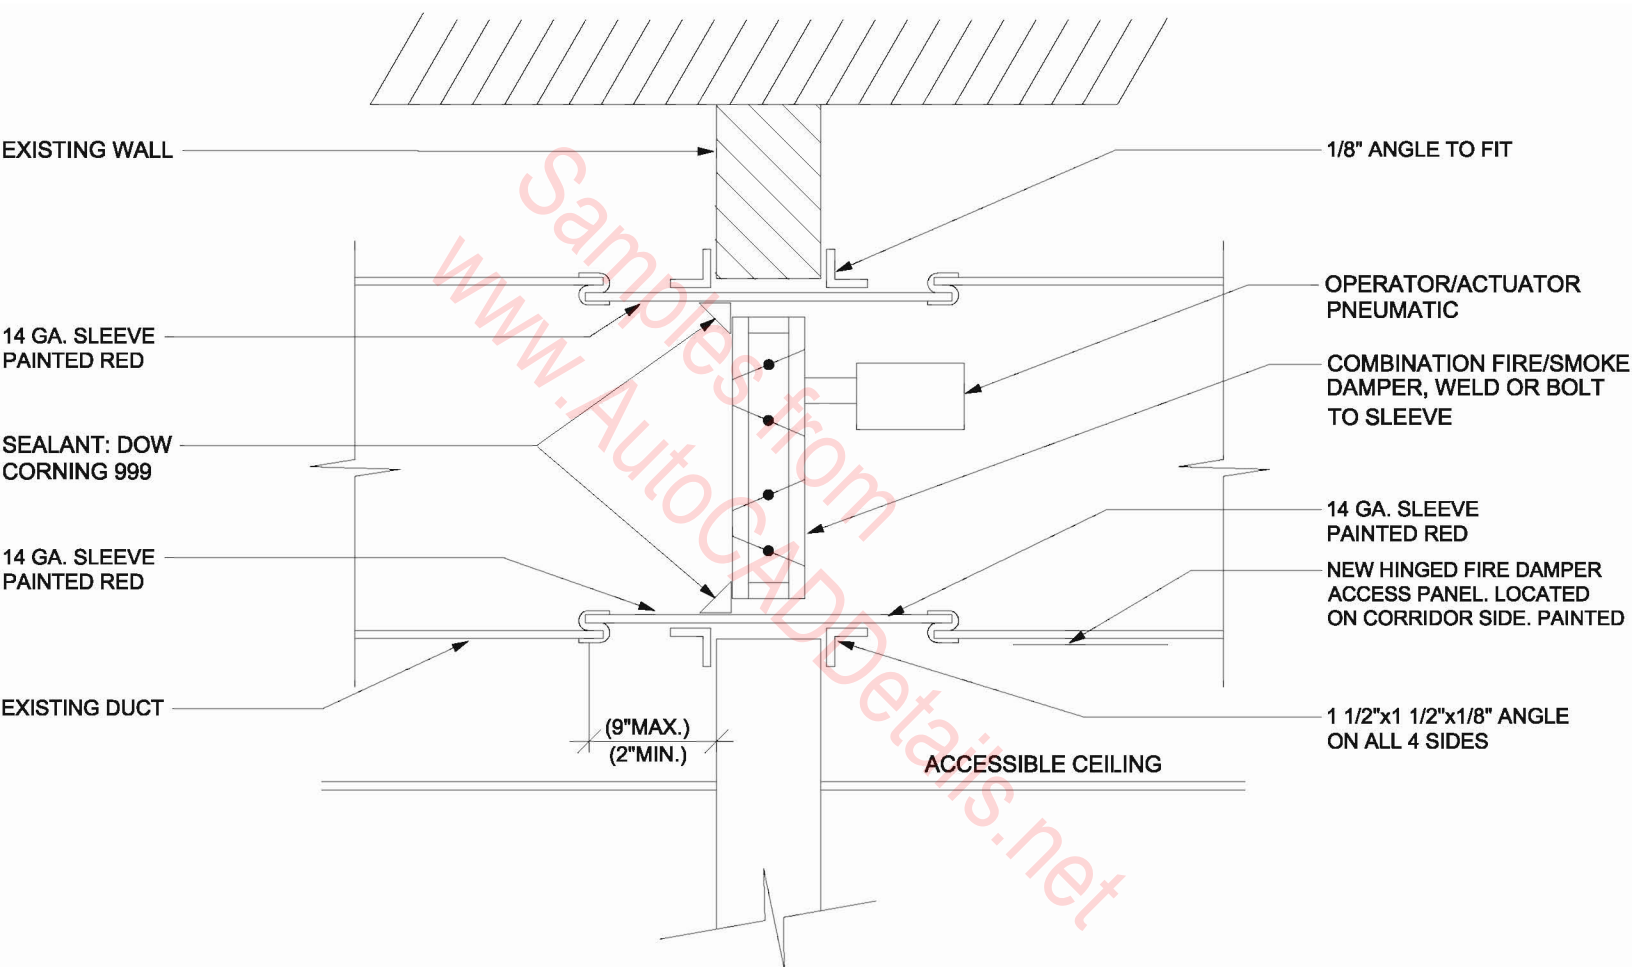 EXISTING WALL
1/8" ANGLE TO FIT
OPERATOR/ACTUATOR
PNEUMATIC
14 GA. SLEEVE
PAINTED RED
COMBINATION FIRE/SMOKE
DAMPER, WELD OR BOLT
TO SLEEVE
SEALANT: DOW
CORNING 999
14 GA. SLEEVE
PAINTED RED
14 GA. SLEEVE
PAINTED RED
NEW HINGED FIRE DAMPER
ACCESS PANEL. LOCATED
ON CORRIDOR SIDE. PAINTED
EXISTING DUCT
(9"MAX.)
(2"MIN.)
1 1/2"x1 1/2"x1/8" ANGLE
ON ALL 4 SIDES
ACCESSIBLE CEILING
Samples from
www.AutoCADDetails.net